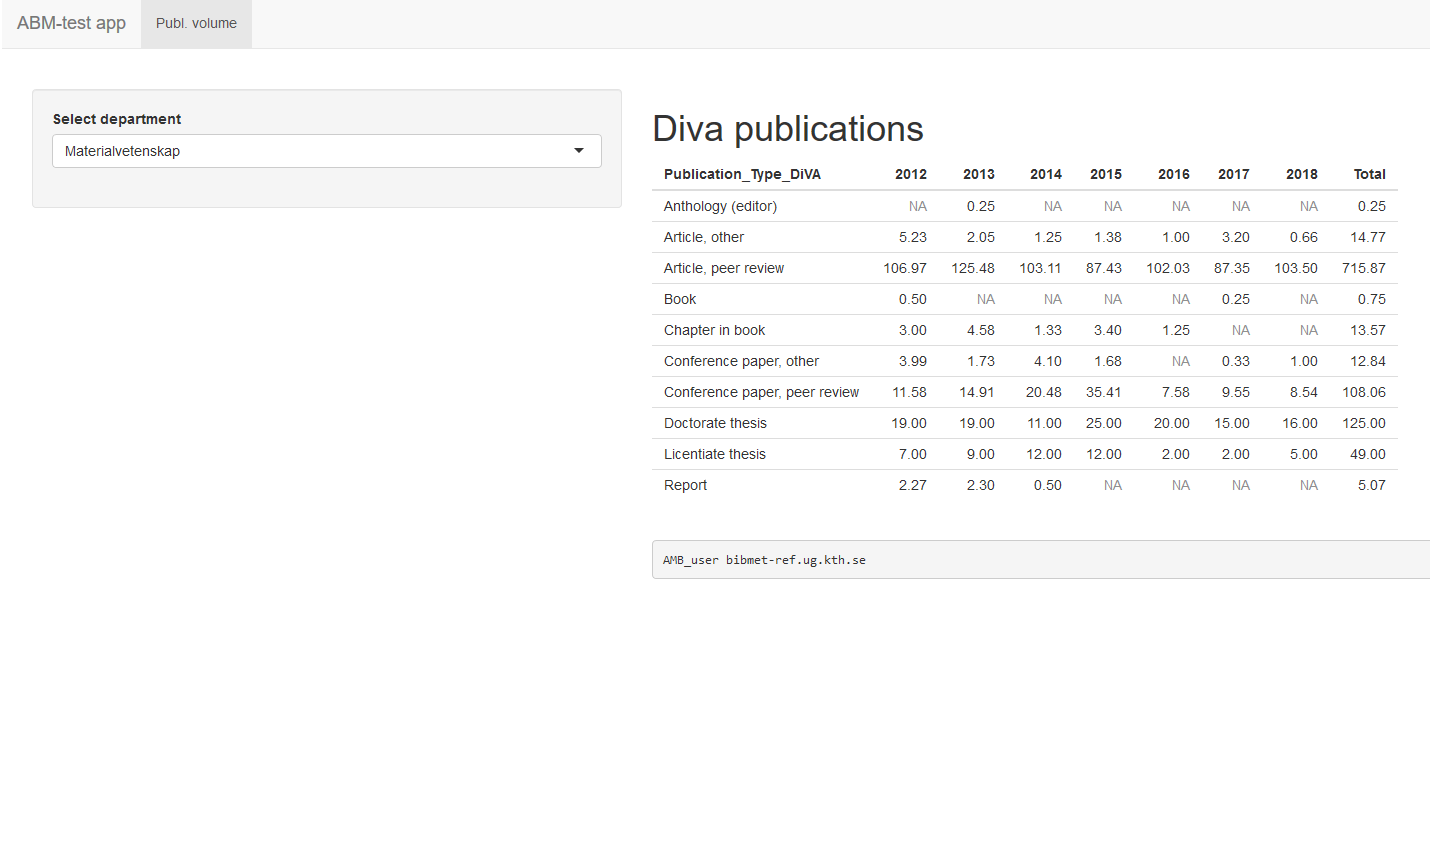 ABM-test app Publ. volume
Select department
Materialvetenskap
Diva publications
Publication_Type_DiVA 2012 2013 2014 2015 2016 2017 2018 Total
Anthology (editor) NA 0.25 NA NA NA NA NA 0.25
Article, other 5.23 2.05 1.25 1.38 1.00 3.20 0.66 14.77
Article, peer review 106.97 125.48 103.11 87.43 102.03 87.35 103.50 715.87
Book 0.50 NA NA NA NA 0.25 NA 0.75
Chapter in book 3.00 4.58 1.33 3.40 1.25 NA NA 13.57
Conference paper, other 3.99 1.73 4.10 1.68 NA 0.33 1.00 12.84
Conference paper, peer review 11.58 14.91 20.48 35.41 7.58 9.55 8.54 108.06
Doctorate thesis 19.00 19.00 11.00 25.00 20.00 15.00 16.00 125.00
Licentiate thesis 7.00 9.00 12.00 12.00 2.00 2.00 5.00 49.00
Report 2.27 2.30 0.50 NA NA NA NA 5.07
AMB_user bibmet-ref.ug.kth.se